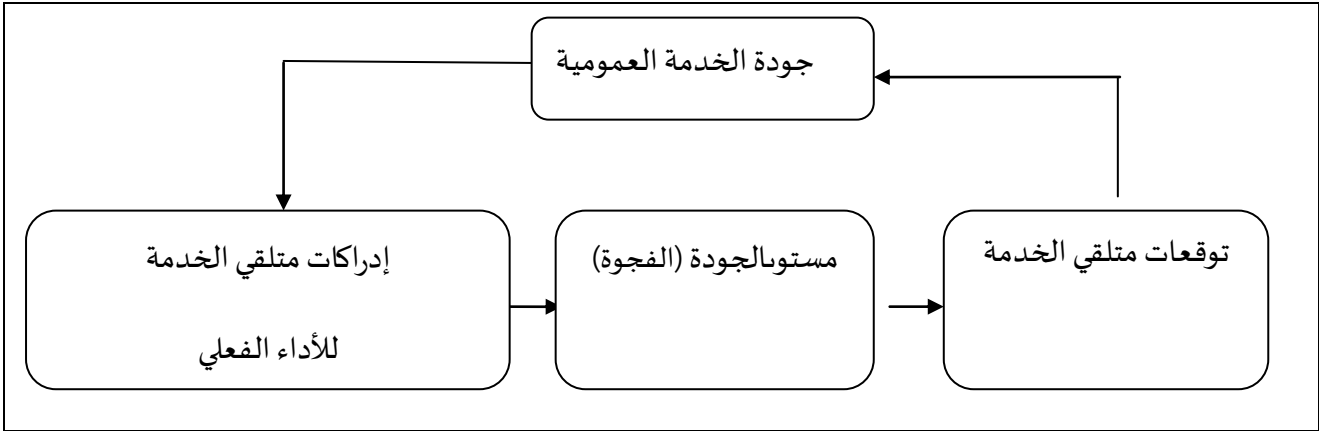 جودة الخدمة العمومية
توقعات متلقي الخدمة
مستوىالجودة (الفجوة)
إدراكات متلقي الخدمة
للأداء الفعلي